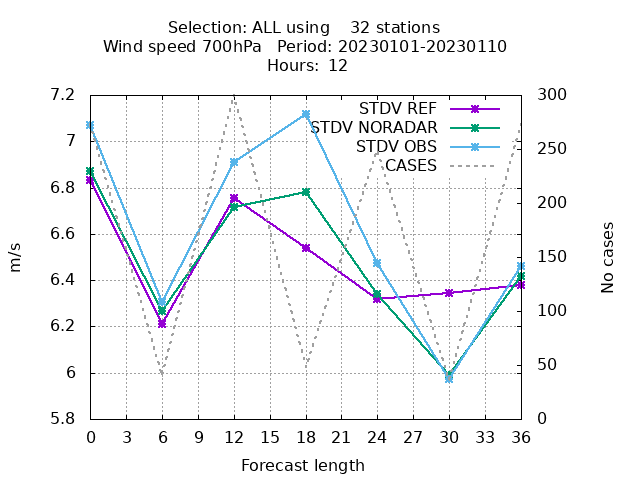 Selection: ALL using    32 stations
Wind speed 700hPa   Period: 20230101-20230110
Hours:  12
STDV REF
STDV NORADAR
STDV OBS
CASES
7.2
7
6.8
6.6
6.4
6.2
6
5.8
m/s
300
250
200
150
100
50
0
No cases
0 3 6 9 12 15 18 21 24 27 30 33 36
Forecast length